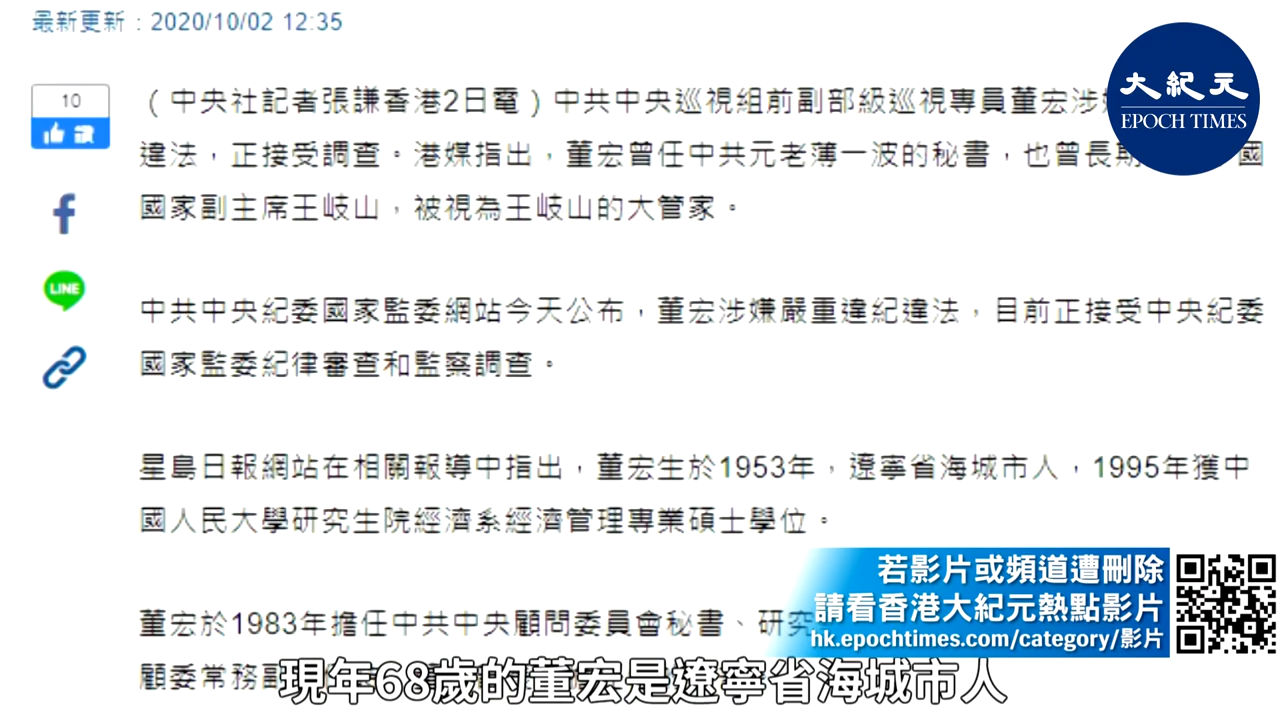 最新更新：2020/10/02 12:35
10
讚
（中央社記者張謙香港2日電）中共中央巡視組前副部級巡視專員董宏涉
違法，正接受調查。港媒指出，董宏曾任中共元老薄一波的秘書，也曾長期 國
國家副主席王岐山，被視為王岐山的大管家。
大紀元
EPOCH TIMES
LINE
中共中央紀委國家監委網站今天公布，董宏涉嫌嚴重違紀違法，目前正接受中央紀委
國家監委紀律審查和監察調查。
星島日報網站在相關報導中指出，董宏生於1953年，遼寧省海城市人，1995年獲中
國人民大學研究生院經濟系經濟管理專業碩士學位。
董宏於1983年擔任中共中央顧問委員會秘書、研
顧委常務副
若影片或頻道遭刪除
請看香港大紀元熱點影片
hk.epochtimes.com/category/影片
現年68歲的董宏是遼寧省海城市人